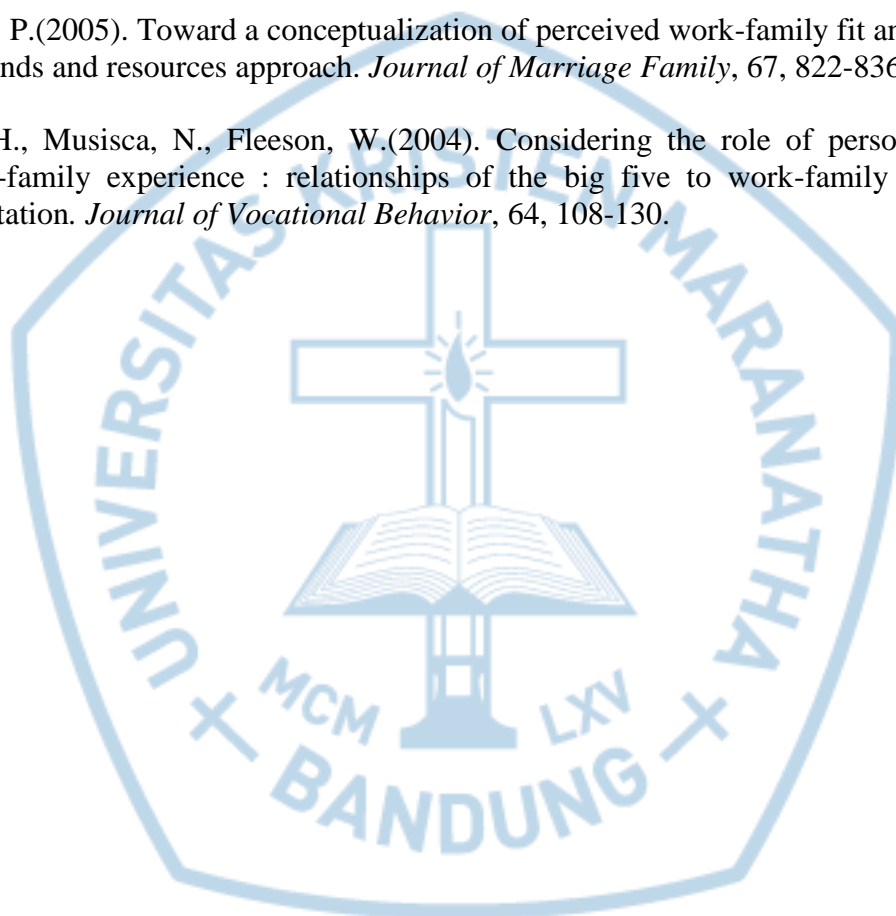 P.(2005). Toward a conceptualization of perceived work-family fit an
nds and resources approach. Journal of Marriage Family, 67, 822-836
H., Musisca, N., Fleeson, W.(2004). Considering the role of perso
-family experience : relationships of the big five to work-family
tation. Journal of Vocational Behavior, 64, 108-130.
UNIVERSITAS KRISTEN MARANATHA
MCM LXV
BANDUNG